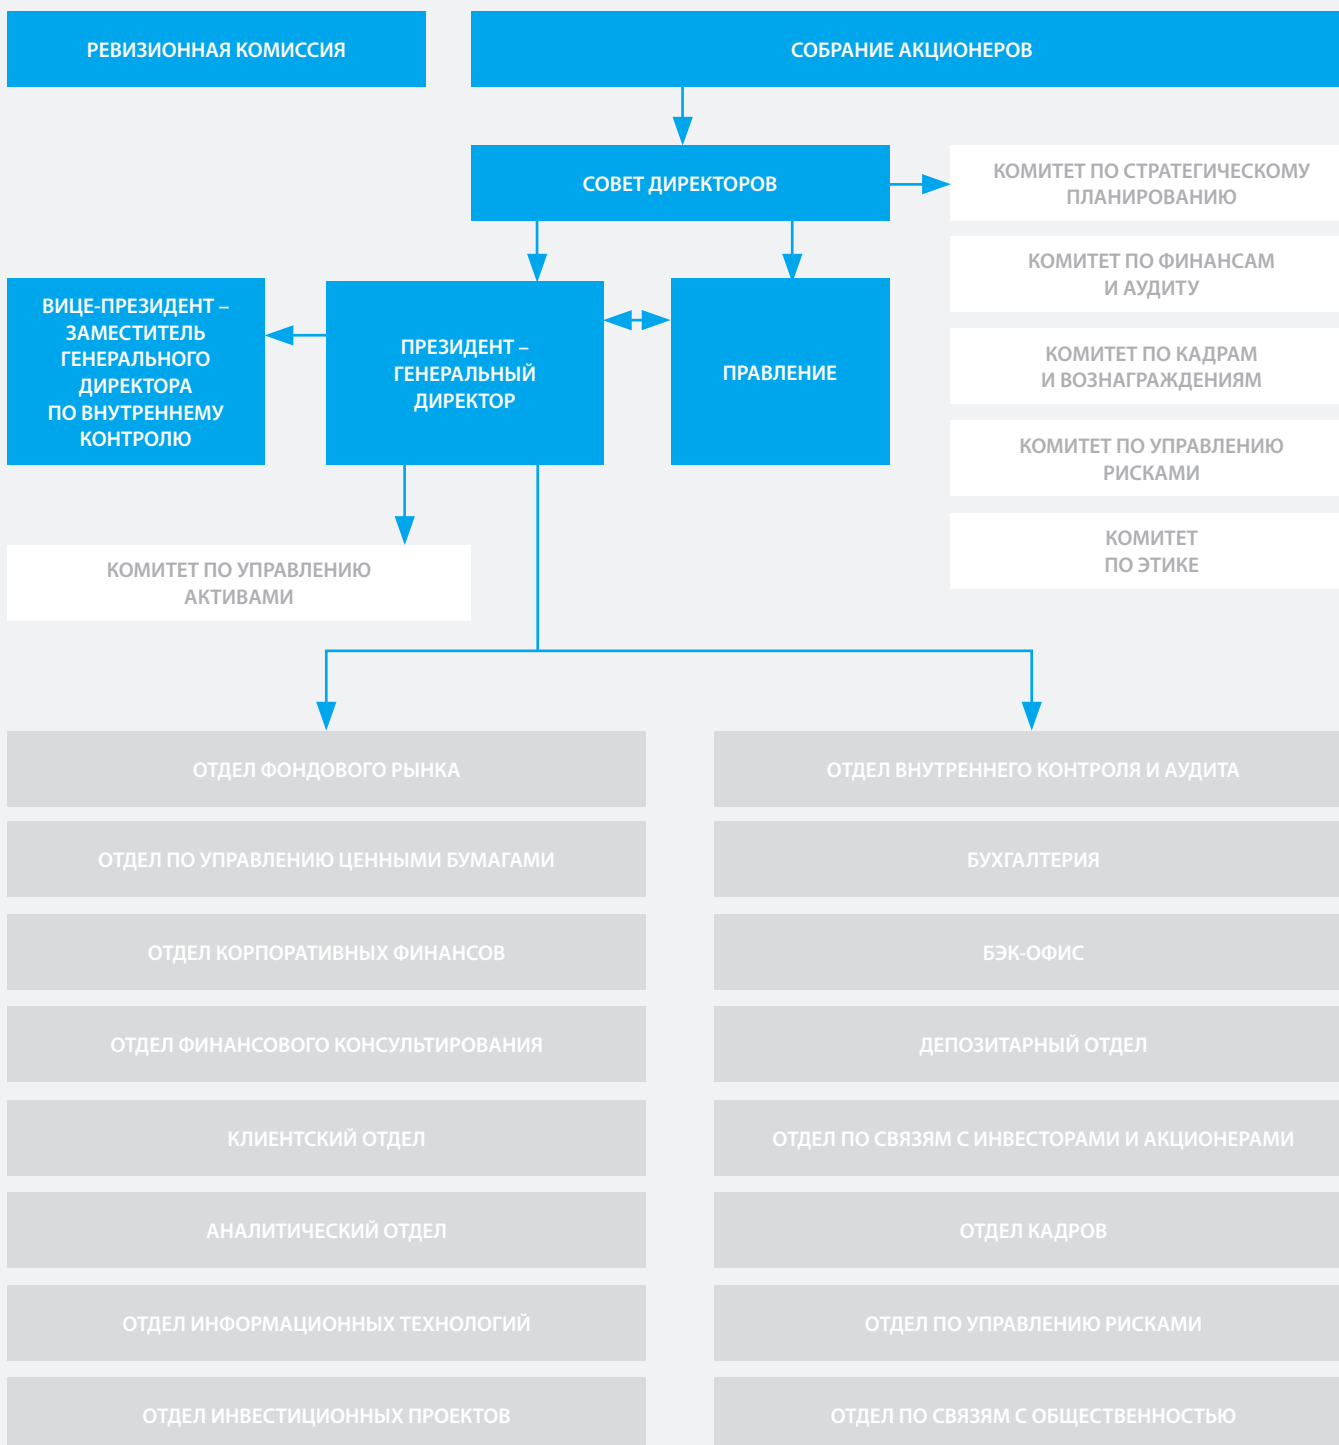 РЕВИЗИОННАЯ КОМИССИЯ
СОБРАНИЕ АКЦИОНЕРОВ
СОВЕТ ДИРЕКТОРОВ
КОМИТЕТ ПО СТРАТЕГИЧЕСКОМУ
ПЛАНИРОВАНИЮ
КОМИТЕТ ПО ФИНАНСАМ
И АУДИТУ
КОМИТЕТ ПО КАДРАМ
И ВОЗНАГРАЖДЕНИЯМ
КОМИТЕТ ПО УПРАВЛЕНИЮ
РИСКАМИ
КОМИТЕТ
ПО ЭТИКЕ
ВИЦЕ-ПРЕЗИДЕНТ –
ЗАМЕСТИТЕЛЬ
ГЕНЕРАЛЬНОГО
ДИРЕКТОРА
ПО ВНУТРЕННЕМУ
КОНТРОЛЮ
ПРЕЗИДЕНТ –
ГЕНЕРАЛЬНЫЙ
ДИРЕКТОР
ПРАВЛЕНИЕ
КОМИТЕТ ПО УПРАВЛЕНИЮ
АКТИВАМИ
ОТДЕЛ ФОНДОВОГО РЫНКА
ОТДЕЛ ПО УПРАВЛЕНИЮ ЦЕННЫМИ БУМАГАМИ
ОТДЕЛ КОРПОРАТИВНЫХ ФИНАНСОВ
ОТДЕЛ ФИНАНСОВОГО КОНСУЛЬТИРОВАНИЯ
КЛИЕНТСКИЙ ОТДЕЛ
АНАЛИТИЧЕСКИЙ ОТДЕЛ
ОТДЕЛ ИНФОРМАЦИОННЫХ ТЕХНОЛОГИЙ
ОТДЕЛ ИНВЕСТИЦИОННЫХ ПРОЕКТОВ
ОТДЕЛ ВНУТРЕННЕГО КОНТРОЛЯ И АУДИТА
БУХГАЛТЕРИЯ
БЭК-ОФИС
ДЕПОЗИТАРНЫЙ ОТДЕЛ
ОТДЕЛ ПО СВЯЗЯМ С ИНВЕСТОРАМИ И АКЦИОНЕРАМИ
ОТДЕЛ КАДРОВ
ОТДЕЛ ПО УПРАВЛЕНИЮ РИСКАМИ
ОТДЕЛ ПО СВЯЗЯМ С ОБЩЕСТВЕННОСТЬЮ